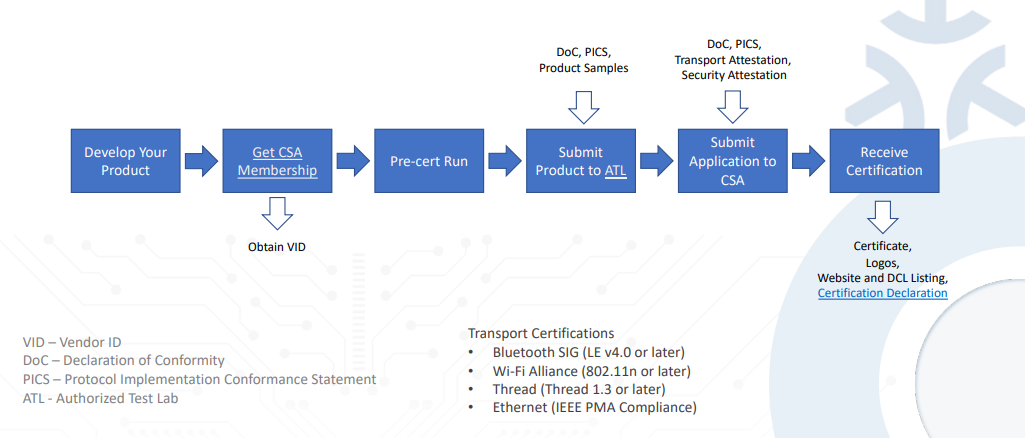 DoC, PICS,
Product Samples
DoC, PICS,
Transport Attestation,
Security Attestation
Develop Your
Product
Get CSA
Membership
Pre-cert Run
Submit
Product to ATL
Submit
Application to
CSA
Receive
Certification
Obtain VID
Certificate,
Logos,
Website and DCL Listing,
Certification Declaration
VID – Vendor ID
DoC – Declaration of Conformity
PICS – Protocol Implementation Conformance Statement
ATL - Authorized Test Lab
Transport Certifications
• Bluetooth SIG (LE v4.0 or later)
• Wi-Fi Alliance (802.11n or later)
• Thread (Thread 1.3 or later)
• Ethernet (IEEE PMA Compliance)